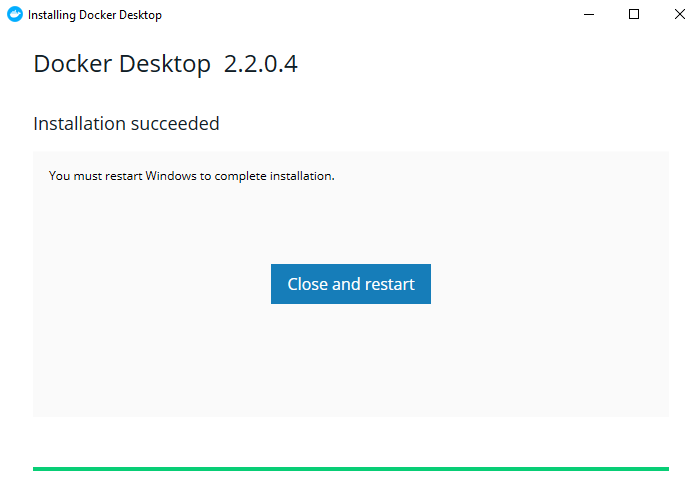 Installing Docker Desktop
Docker Desktop 2.2.0.4
Installation succeeded
You must restart Windows to complete installation.
Close and restart